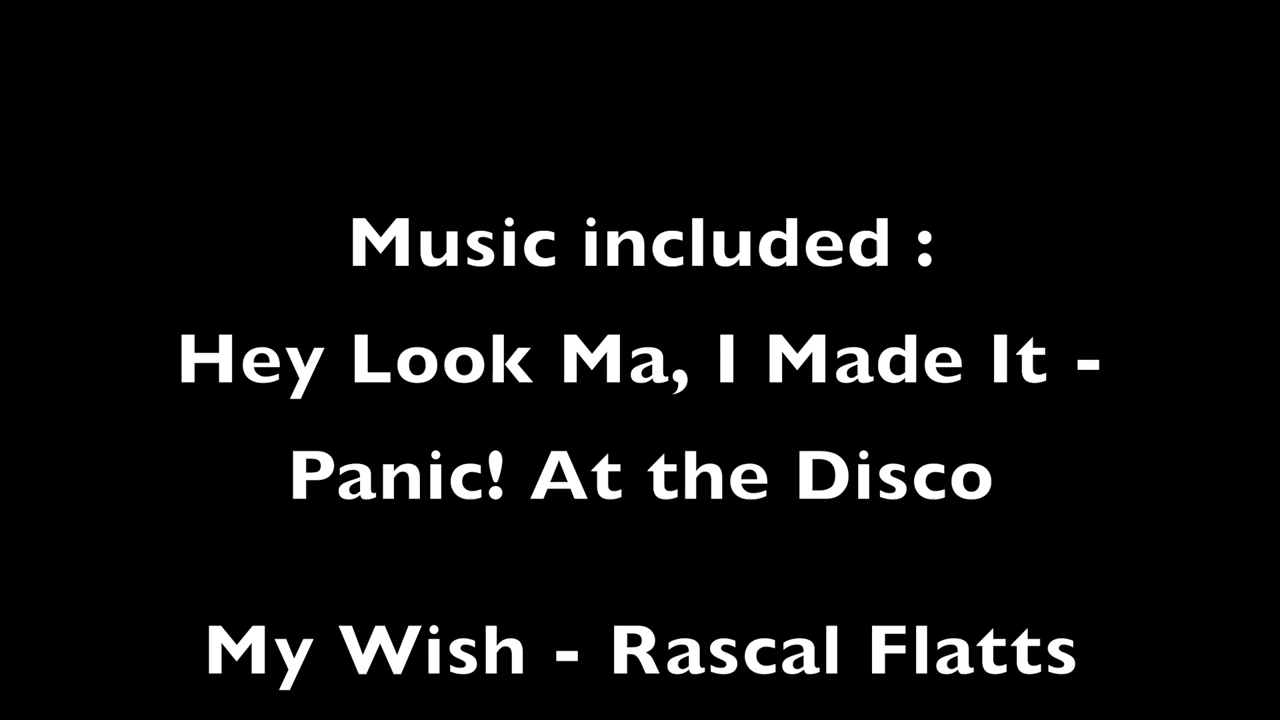 Music included :
Hey Look Ma, I Made It -
Panic! At the Disco
My Wish - Rascal Flatts